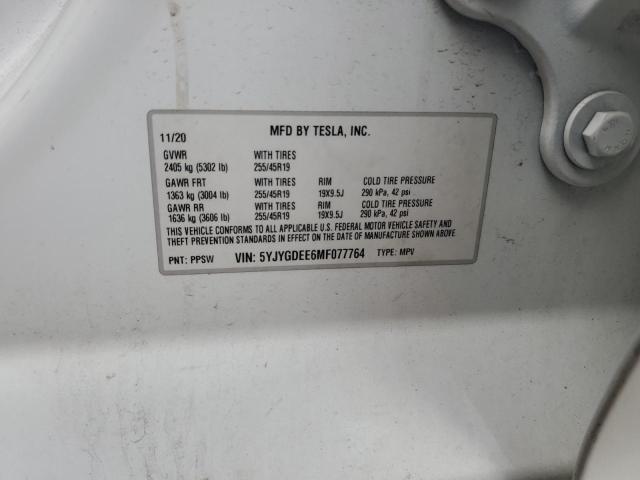 11/20 MFD BY TESLA, INC.
GVWR WITH TIRES
2405 kg (5302 lb) 255/45R19
GAWR FRT WITH TIRES RIM COLD TIRE PRESSURE
1363 kg (3004 lb) 255/45R19 19X9.5J 290 kPa, 42 psi
GAWR RR WITH TIRES RIM COLD TIRE PRESSURE
1636 kg (3606 lb) 255/45R19 19X9.5J 290 kPa, 42 psi
THIS VEHICLE CONFORMS TO ALL APPLICABLE U.S. FEDERAL MOTOR VEHICLE SAFETY AND
THEFT PREVENTION STANDARDS IN EFFECT ON THE DATE OF MANUFACTURE SHOWN ABOVE.
PNT: PPSW VIN: 5YJYGDEE6MF077764 TYPE: MPV